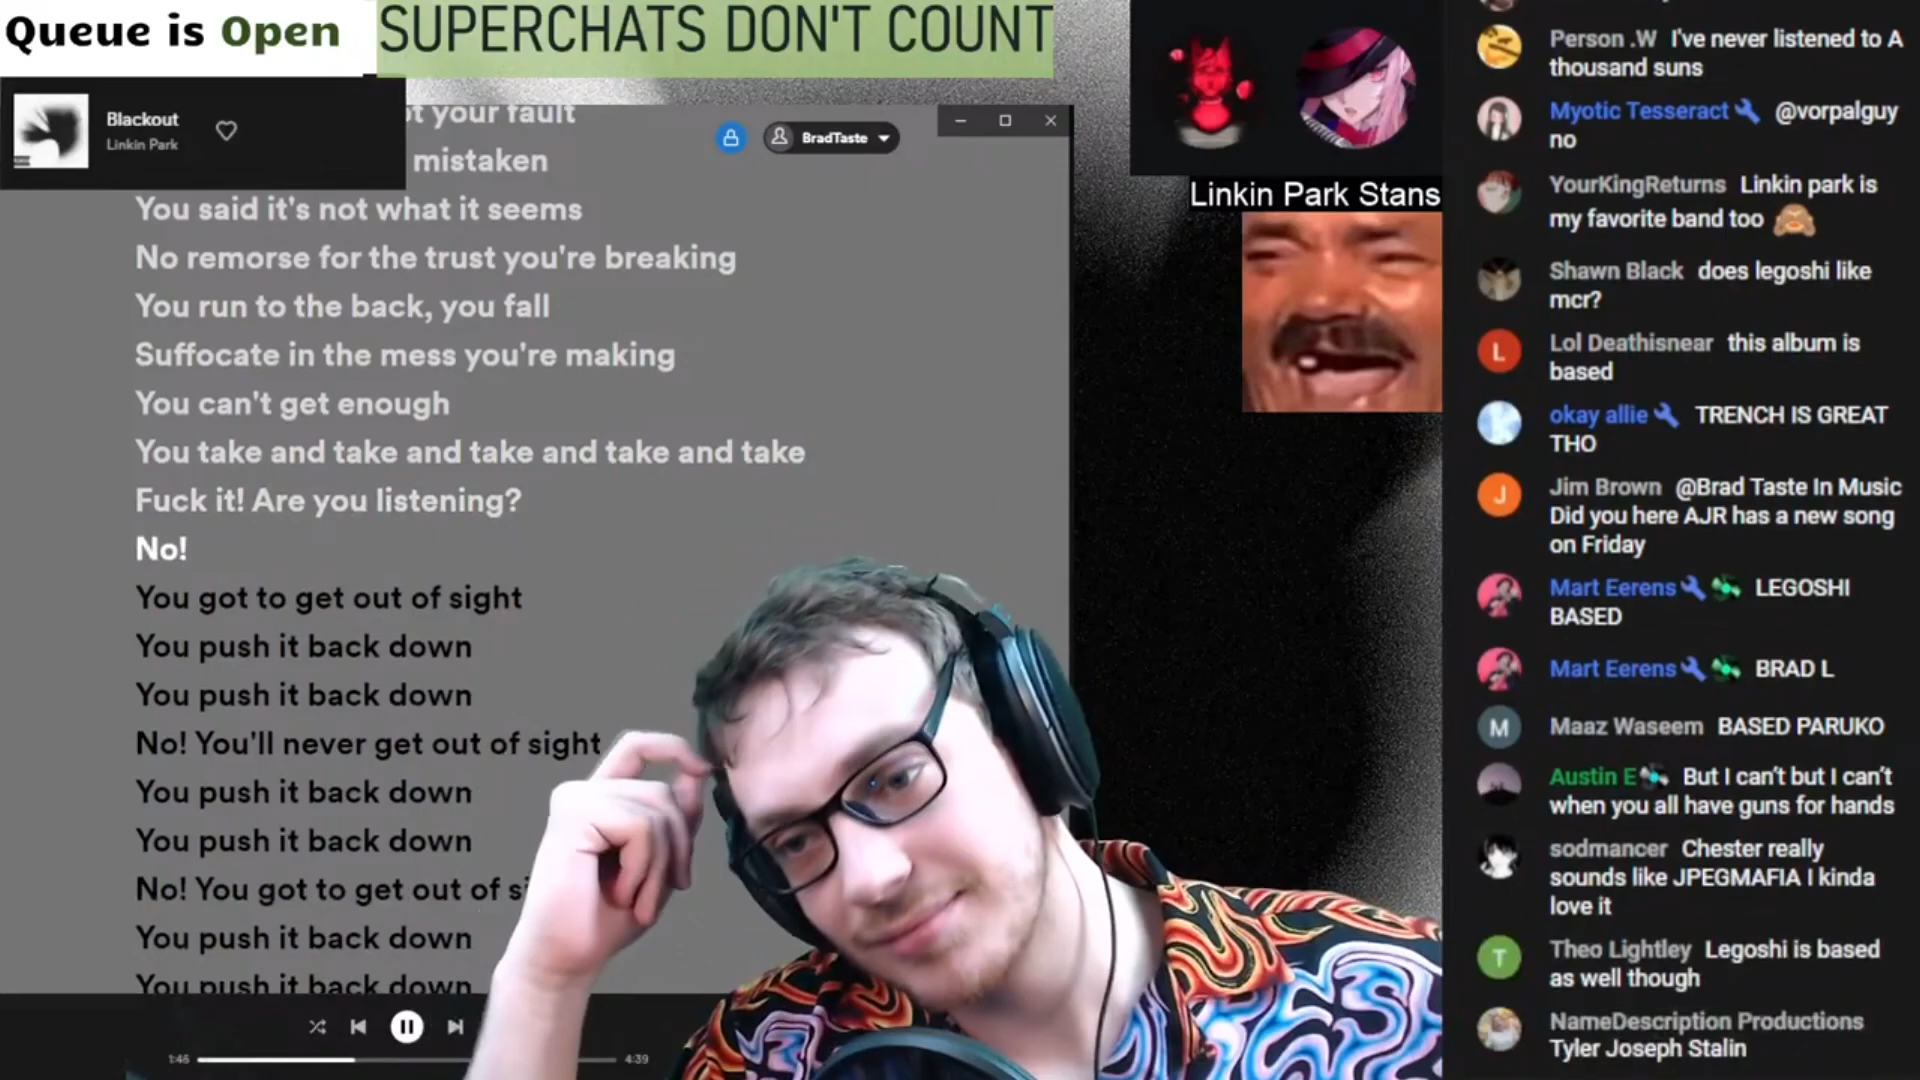 Queue is Open
SUPERCHATS DON'T COUNT
Blackout
Linkin Park
BradTaste
your fault
mistaken
You said it's not what it seems
No remorse for the trust you're breaking
You run to the back, you fall
Suffocate in the mess you're making
You can't get enough
You take and take and take and take and take
Fuck it! Are you listening?
No!
You got to get out of sight
You push it back down
You push it back down
No! You'll never get out of sight
You push it back down
You push it back down
No! You got to get out of si
You push it back down
You push it back down
1:46
4:39
Linkin Park Stans
Person .W I've never listened to A
thousand suns
Myotic Tesseract @vorpalguy
no
YourKingReturns Linkin park is
my favorite band too
Shawn Black does legoshi like
mcr?
L
Lol Deathisnear this album is
based
okay allie TRENCH IS GREAT
THO
J
Jim Brown @Brad Taste In Music
Did you here AJR has a new song
on Friday
Mart Eerens LEGOSHI
BASED
Mart Eerens BRAD L
M
Maaz Waseem BASED PARUKO
Austin E But I can't but I can't
when you all have guns for hands
sodmancer Chester really
sounds like JPEGMAFIA I kinda
love it
T
Theo Lightley Legoshi is based
as well though
NameDescription Productions
Tyler Joseph Stalin